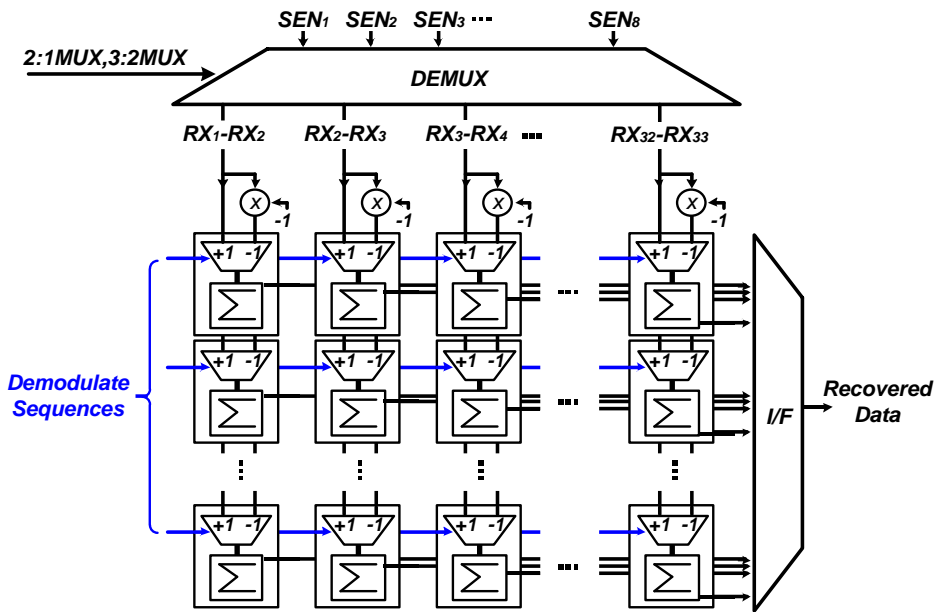 SEN1 SEN2 SEN3 ···· SEN8
2:1MUX,3:2MUX
DEMUX
RX1-RX2 RX2-RX3 RX3-RX4 ··· RX32-RX33
X X X X
-1 -1 -1 -1
+1 -1 +1 -1 +1 -1 +1 -1
Σ Σ Σ ··· Σ
+1 -1 +1 -1 +1 -1 +1 -1
Demodulate
Sequences
Σ Σ Σ ··· Σ
I/F
Recovered
Data
+1 -1 +1 -1 +1 -1 +1 -1
Σ Σ Σ ··· Σ